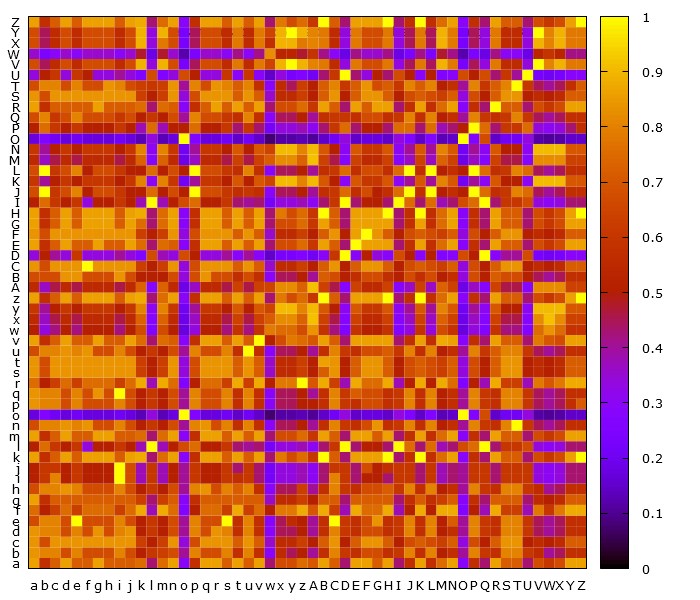 Z
Y
X
W
V
U
T
S
R
Q
P
O
N
M
L
K
J
I
H
G
F
E
D
C
B
A
z
y
x
w
v
u
t
s
r
q
p
o
n
m
l
k
j
i
h
g
f
e
d
c
b
a
a b c d e f g h i j k l m n o p q r s t u v w x y z A B C D E F G H I J K L M N O P Q R S T U V W X Y Z
1
0.9
0.8
0.7
0.6
0.5
0.4
0.3
0.2
0.1
0